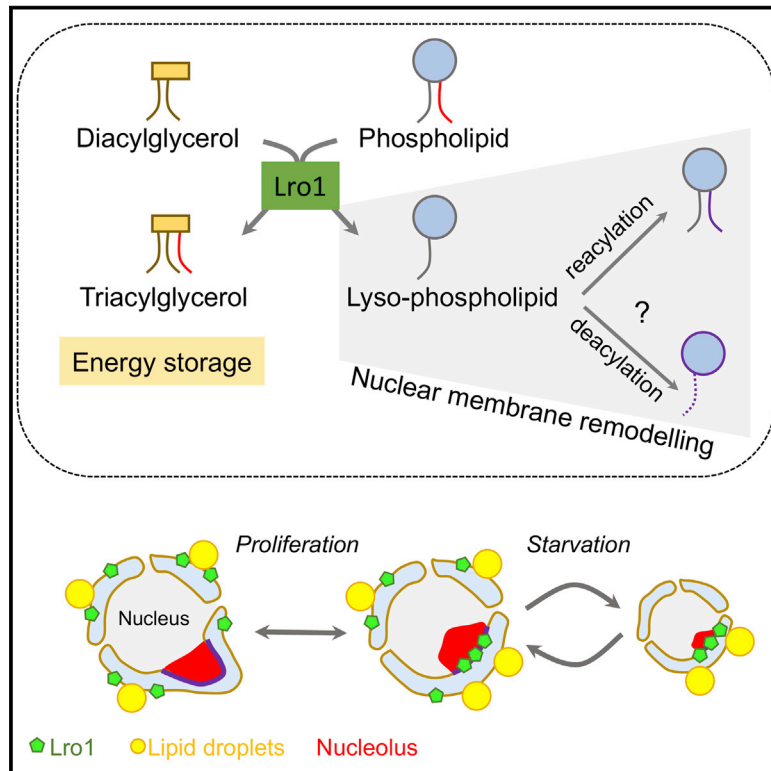 Diacylglycerol
Phospholipid
Lro1
Triacylglycerol
Lyso-phospholipid
reacylation
?
deacylation
Energy storage
Nuclear membrane remodelling
Proliferation
Starvation
Nucleus
Lro1
Lipid droplets
Nucleolus